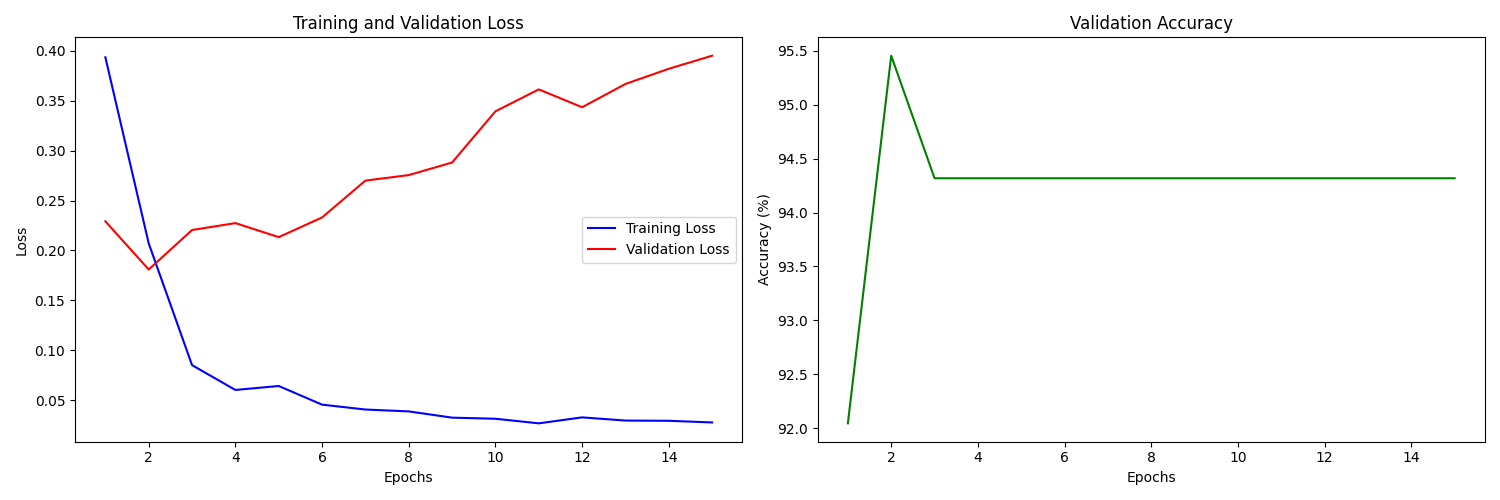 Training and Validation Loss
0.40
0.35
0.30
0.25
0.20
0.15
0.10
0.05
Loss
2 4 6 8 10 12 14
Epochs
Training Loss
Validation Loss
Validation Accuracy
95.5
95.0
94.5
94.0
93.5
93.0
92.5
92.0
Accuracy (%)
2 4 6 8 10 12 14
Epochs